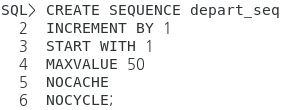 SQL> CREATE SEQUENCE depart_seq
2 INCREMENT BY 1
3 START WITH 1
4 MAXVALUE 50
5 NOCACHE
6 NOCYCLE;